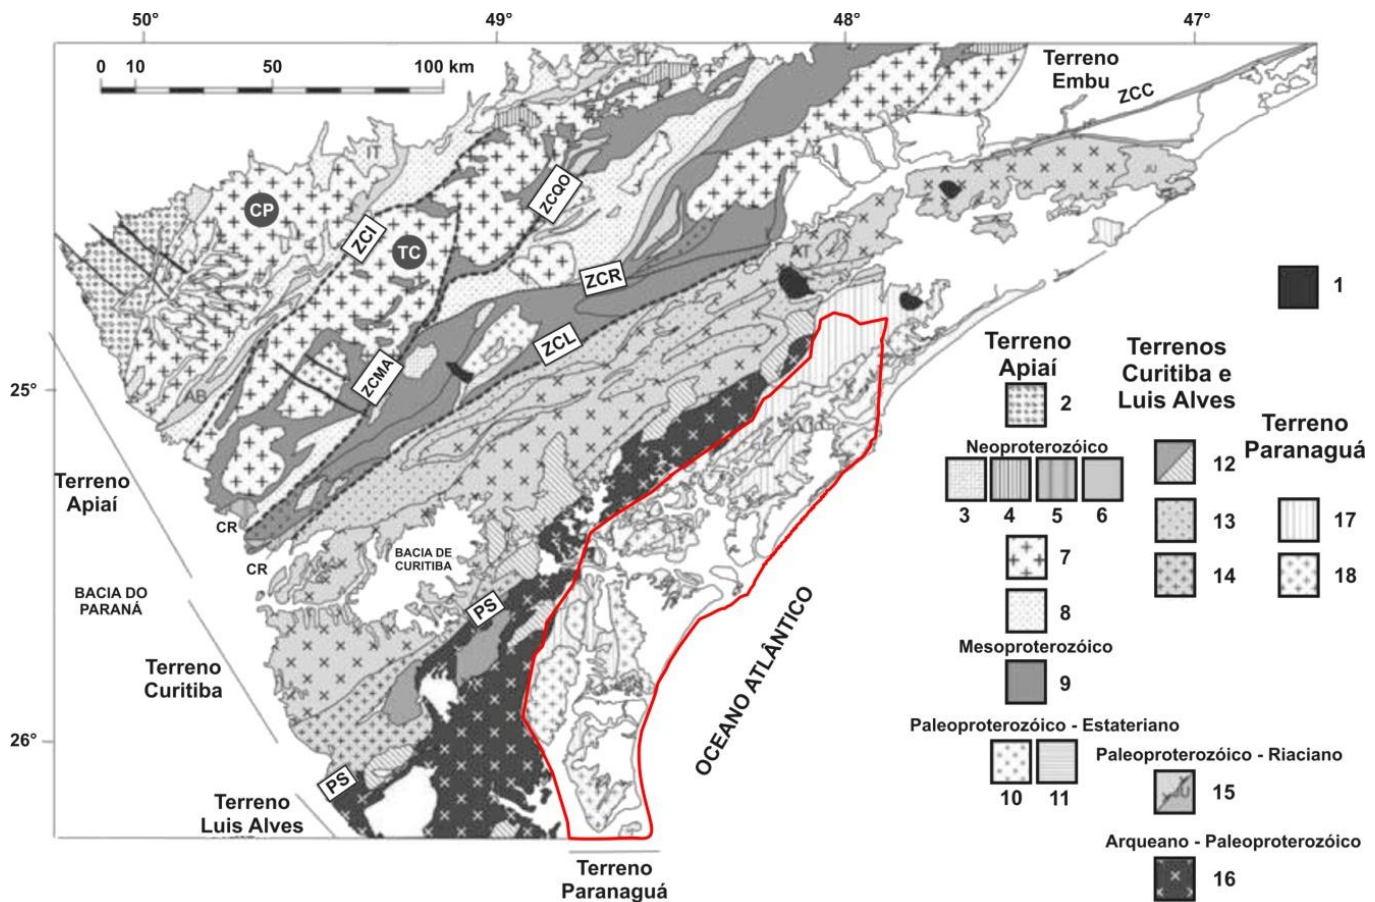 50°
49°
48°
47°
0 10 50 100 km
Terreno
Embu
ZCC
IT
CP
ZCI
ZCQO
TC
JU
AT
ZCR
ZCL
ZCMA
25°
AB
Terreno
Apiaí
CR
CR
BACIA DE
CURITIBA
BACIA DO
PARANÁ
PS
Terreno
Curitiba
26°
PS
Terreno
Luis Alves
Terreno
Paranaguá
OCEANO ATLÂNTICO
1
Terreno
Apiaí
2
Neoproterozóico
3 4 5 6
7
8
Mesoproterozóico
9
Paleoproterozóico - Estateriano
10 11
Terrenos
Curitiba e
Luis Alves
12
13
14
Paleoproterozóico - Riaciano
15
Arqueano - Paleoproterozóico
16
Terreno
Paranaguá
17
18